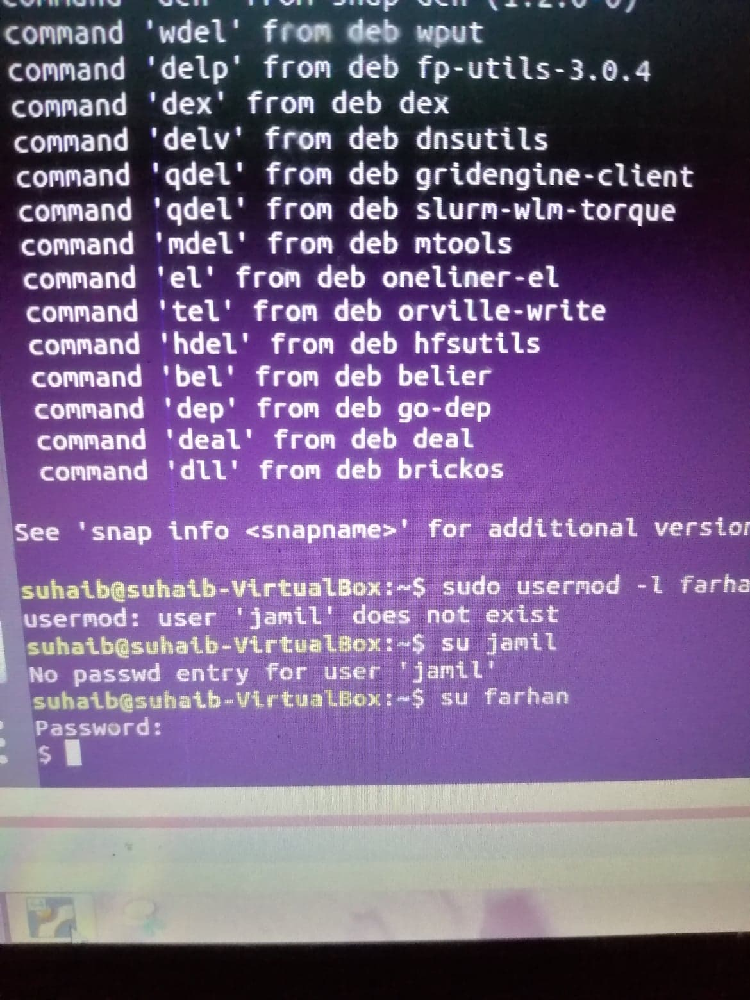 command 'wdel' from deb wput
command 'delp' from deb fp-utils-3.0.4
command 'dex' from deb dex
command 'delv' from deb dnsutils
command 'qdel' from deb gridengine-client
command 'qdel' from deb slurm-wlm-torque
command 'mdel' from deb mtools
command 'el' from deb oneliner-el
command 'tel' from deb orville-write
command 'hdel' from deb hfsutils
command 'bel' from deb belier
command 'dep' from deb go-dep
command 'deal' from deb deal
command 'dll' from deb brickos
See 'snap info <snapname>' for additional version
suhaib@suhaib-VirtualBox:~$ sudo usermod -l farha
usermod: user 'jamil' does not exist
suhaib@suhaib-VirtualBox:~$ su jamil
No passwd entry for user 'jamil'
suhaib@suhaib-VirtualBox:~$ su farhan
Password:
$